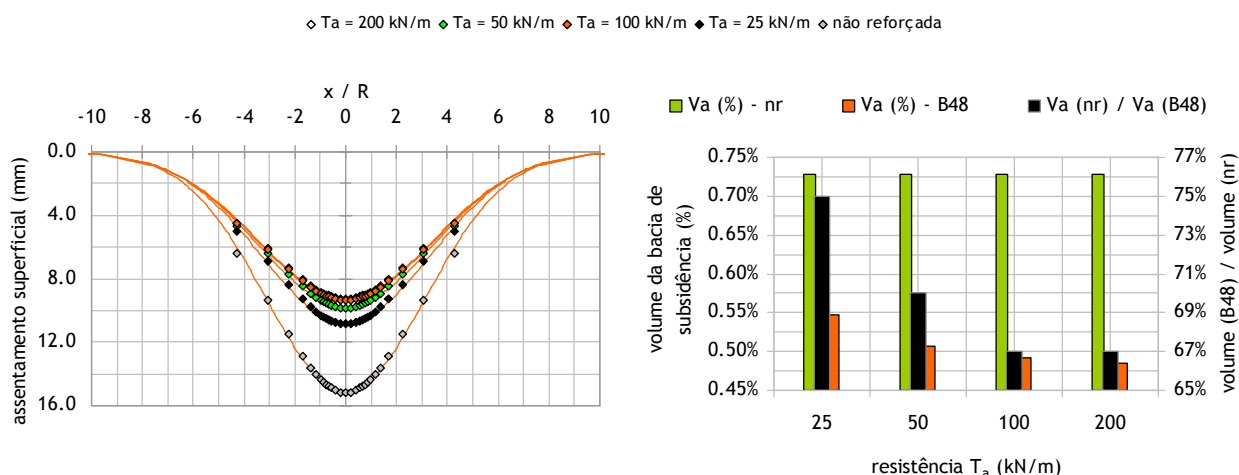 Ta = 200 kN/m Ta = 50 kN/m Ta = 100 kN/m Ta = 25 kN/m não reforçada
x / R
-10 -8 -6 -4 -2 0 2 4 6 8 10
0.0
4.0
8.0
12.0
16.0
assentamento superficial (mm)
Va (%) - nr Va (%) - B48 Va (nr) / Va (B48)
0.75%
0.70%
0.65%
0.60%
0.55%
0.50%
0.45%
volume da bacia de
subsidência (%)
77%
75%
73%
71%
69%
67%
65%
volume (B48) / volume (nr)
25 50 100 200
resistência Ta (kN/m)